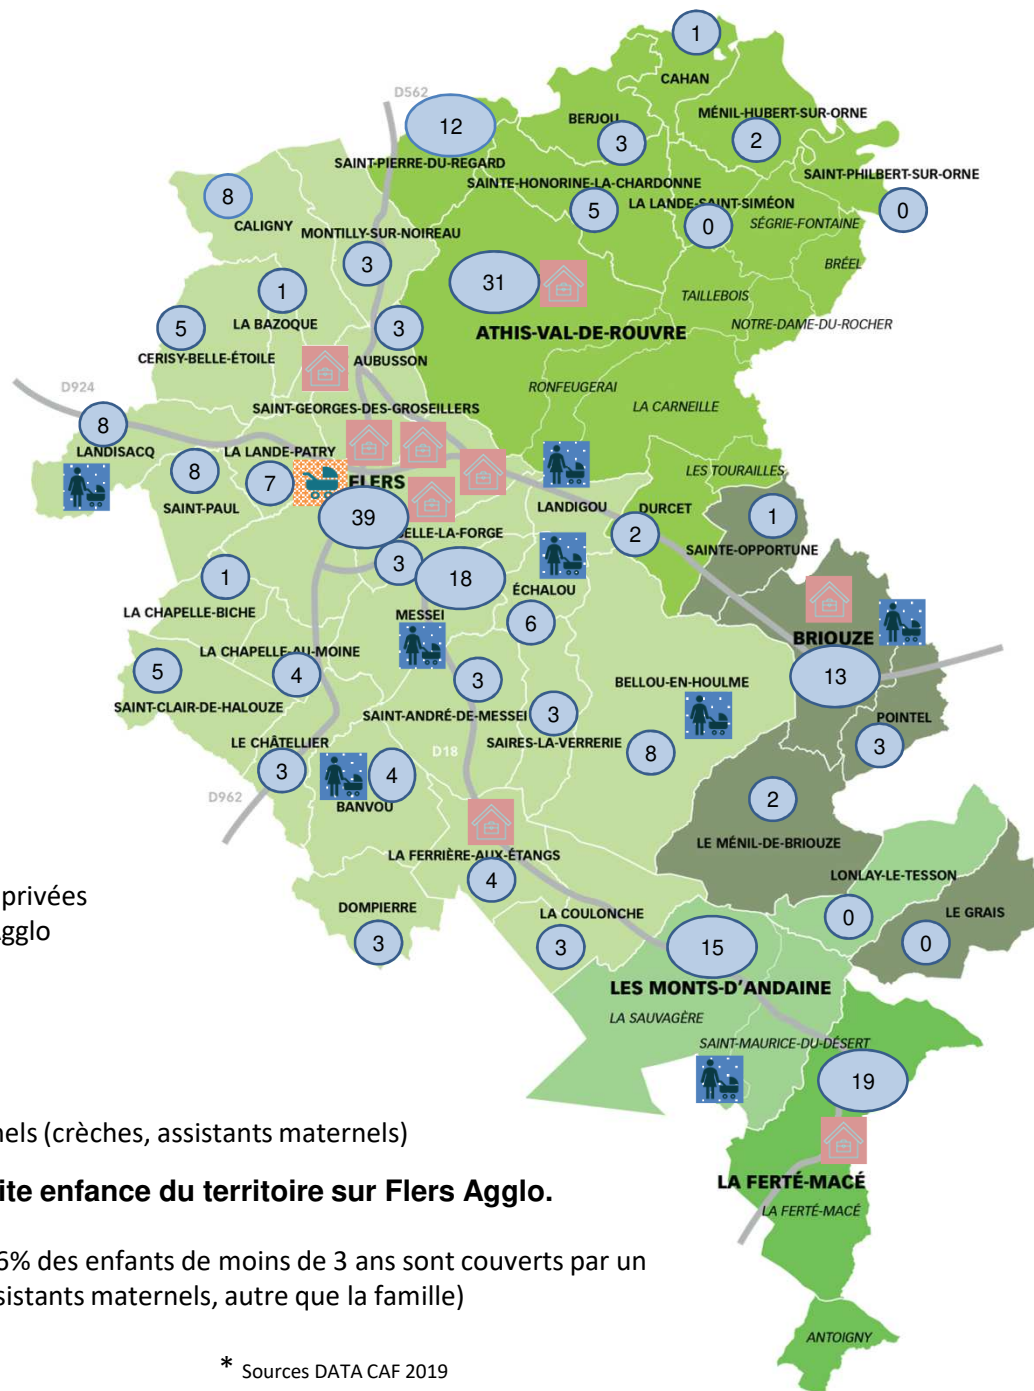 1
CAHAN
D562
12
BERJOU
3
MÉNIL-HUBERT-SUR-ORNE
2
SAINT-PIERRE-DU-REGARD
SAINT-PHILBERT-SUR-ORNE
0
SAINTE-HONORINE-LA-CHARDONNE
5
LA LANDE-SAINT-SIMÉON
0
SÉGRIE-FONTAINE
8
CALIGNY
MONTILLY-SUR-NOIREAU
3
BRÉEL
31
TAILLEBOIS
1
LA BAZOQUE
NOTRE-DAME-DU-ROCHER
ATHIS-VAL-DE-ROUVRE
5
CERISY-BELLE-ÉTOILE
3
AUBUSSON
D924
RONFEUGERAI
LA CARNEILLE
SAINT-GEORGES-DES-GROSEILLERS
8
LANDISACQ
LA LANDE-PATRY
7
8
SAINT-PAUL
FLERS
39
LES TOURAILLES
LANDIGOU
DURCET
2
1
SAINTE-OPPORTUNE
BELLE-LA-FORGE
3
18
MESSEI
ÉCHALOU
6
1
LA CHAPELLE-BICHE
BRIOUZE
13
LA CHAPELLE-AU-MOINE
4
5
SAINT-CLAIR-DE-HALOUZE
3
SAINT-ANDRÉ-DE-MESSEI
3
SAIRES-LA-VERRERIE
BELLOU-EN-HOULME
8
POINTEL
3
LE CHÂTELLIER
3
D18
D962
4
BANVOU
2
LE MÉNIL-DE-BRIOUZE
LA FERRIÈRE-AUX-ÉTANGS
4
LONLAY-LE-TESSON
0
LE GRAIS
0
DOMPIERRE
3
LA COULONCHE
3
15
LES MONTS-D'ANDAINE
LA SAUVAGÈRE
SAINT-MAURICE-DU-DÉSERT
19
LA FERTÉ-MACÉ
LA FERTÉ-MACÉ
ANTOIGNY
privées
Agglo
nels (crèches, assistants maternels)
ite enfance du territoire sur Flers Agglo.
6% des enfants de moins de 3 ans sont couverts par un
sistants maternels, autre que la famille)
* Sources DATA CAF 2019